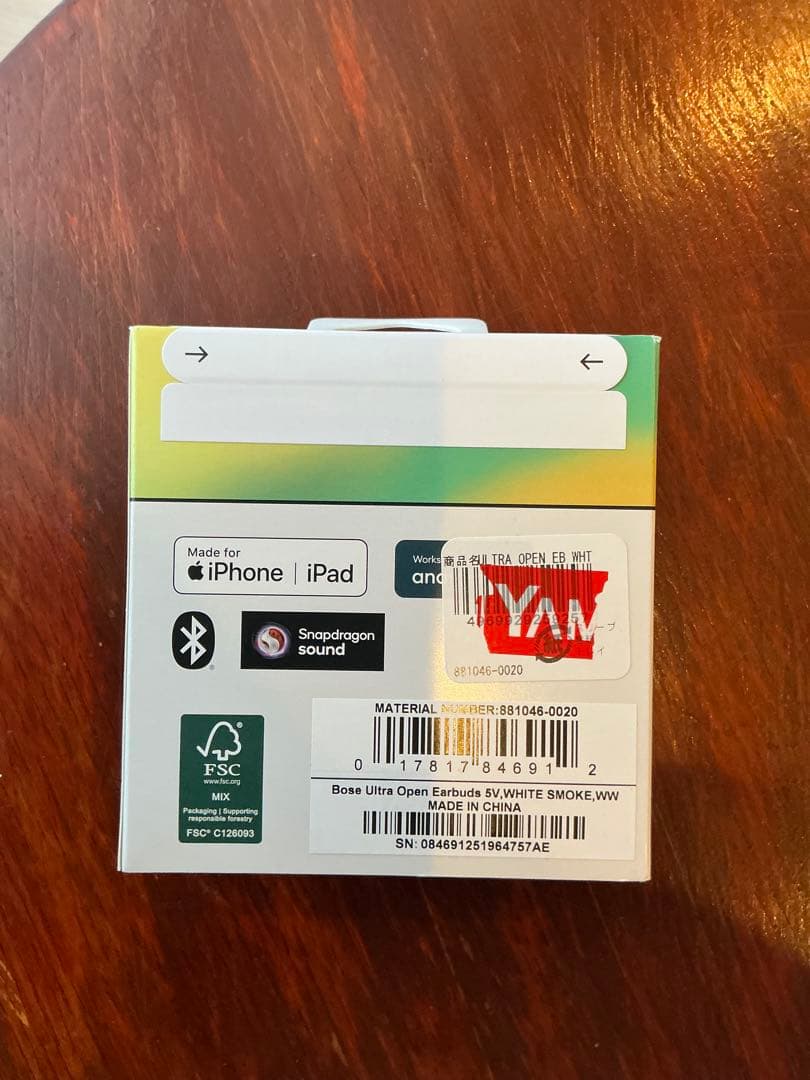 → ←
Made for
iPhone | iPad
Works
and
商品名ULTRA OPEN EB WHT
YAM
881046-0020
Snapdragon
sound
MATERIAL NUMBER:881046-0020
0 17817 84691 2
Bose Ultra Open Earbuds 5V,WHITE SMOKE,WW
MADE IN CHINA
SN: 084691251964757AE
FSC®
www.fsc.org
MIX
Packaging | Supporting
responsible forestry
FSC® C126093